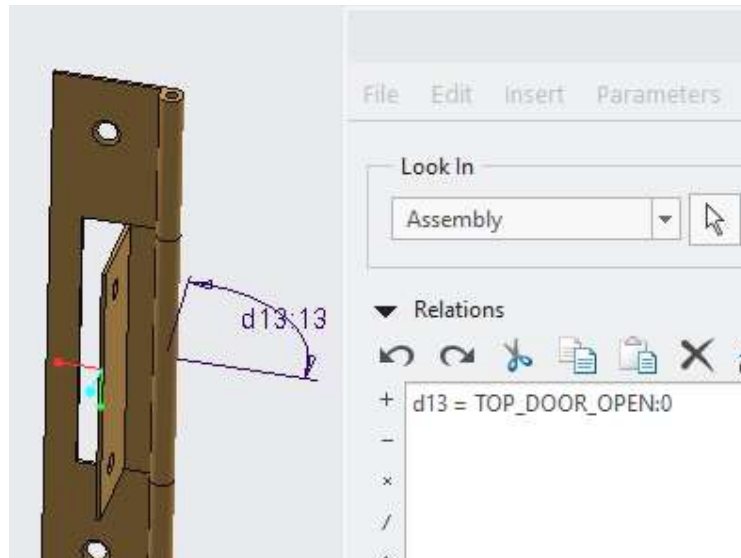 File Edit Insert Parameters
Look In
Assembly
d13:13
Relations
d13 = TOP_DOOR_OPEN:0